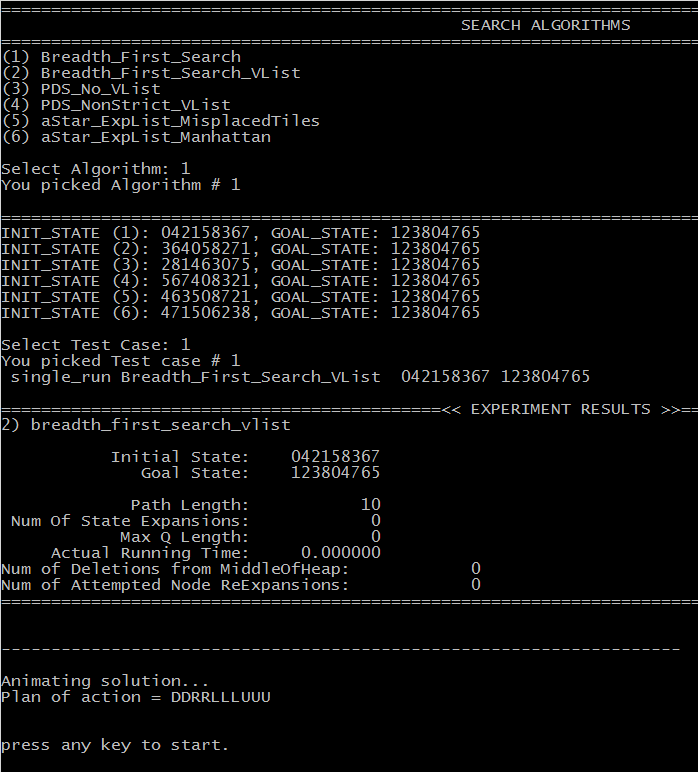 ==============================================================================
SEARCH ALGORITHMS
==============================================================================
(1) Breadth_First_Search
(2) Breadth_First_Search_VList
(3) PDS_No_VList
(4) PDS_NonStrict_VList
(5) aStar_ExpList_MisplacedTiles
(6) aStar_ExpList_Manhattan
Select Algorithm: 1
You picked Algorithm # 1
==============================================================================
INIT_STATE (1): 042158367, GOAL_STATE: 123804765
INIT_STATE (2): 364058271, GOAL_STATE: 123804765
INIT_STATE (3): 281463075, GOAL_STATE: 123804765
INIT_STATE (4): 567408321, GOAL_STATE: 123804765
INIT_STATE (5): 463508721, GOAL_STATE: 123804765
INIT_STATE (6): 471506238, GOAL_STATE: 123804765
Select Test Case: 1
You picked Test case # 1
single_run Breadth_First_Search_VList  042158367 123804765
============================================<< EXPERIMENT RESULTS >>==
2) breadth_first_search_vlist
Initial State: 042158367
Goal State: 123804765
Path Length: 10
Num Of State Expansions: 0
Max Q Length: 0
Actual Running Time: 0.000000
Num of Deletions from MiddleOfHeap: 0
Num of Attempted Node ReExpansions: 0
==============================================================================
--------------------------------------------------------------------
Animating solution...
Plan of action = DDRRLLLUUU
press any key to start.